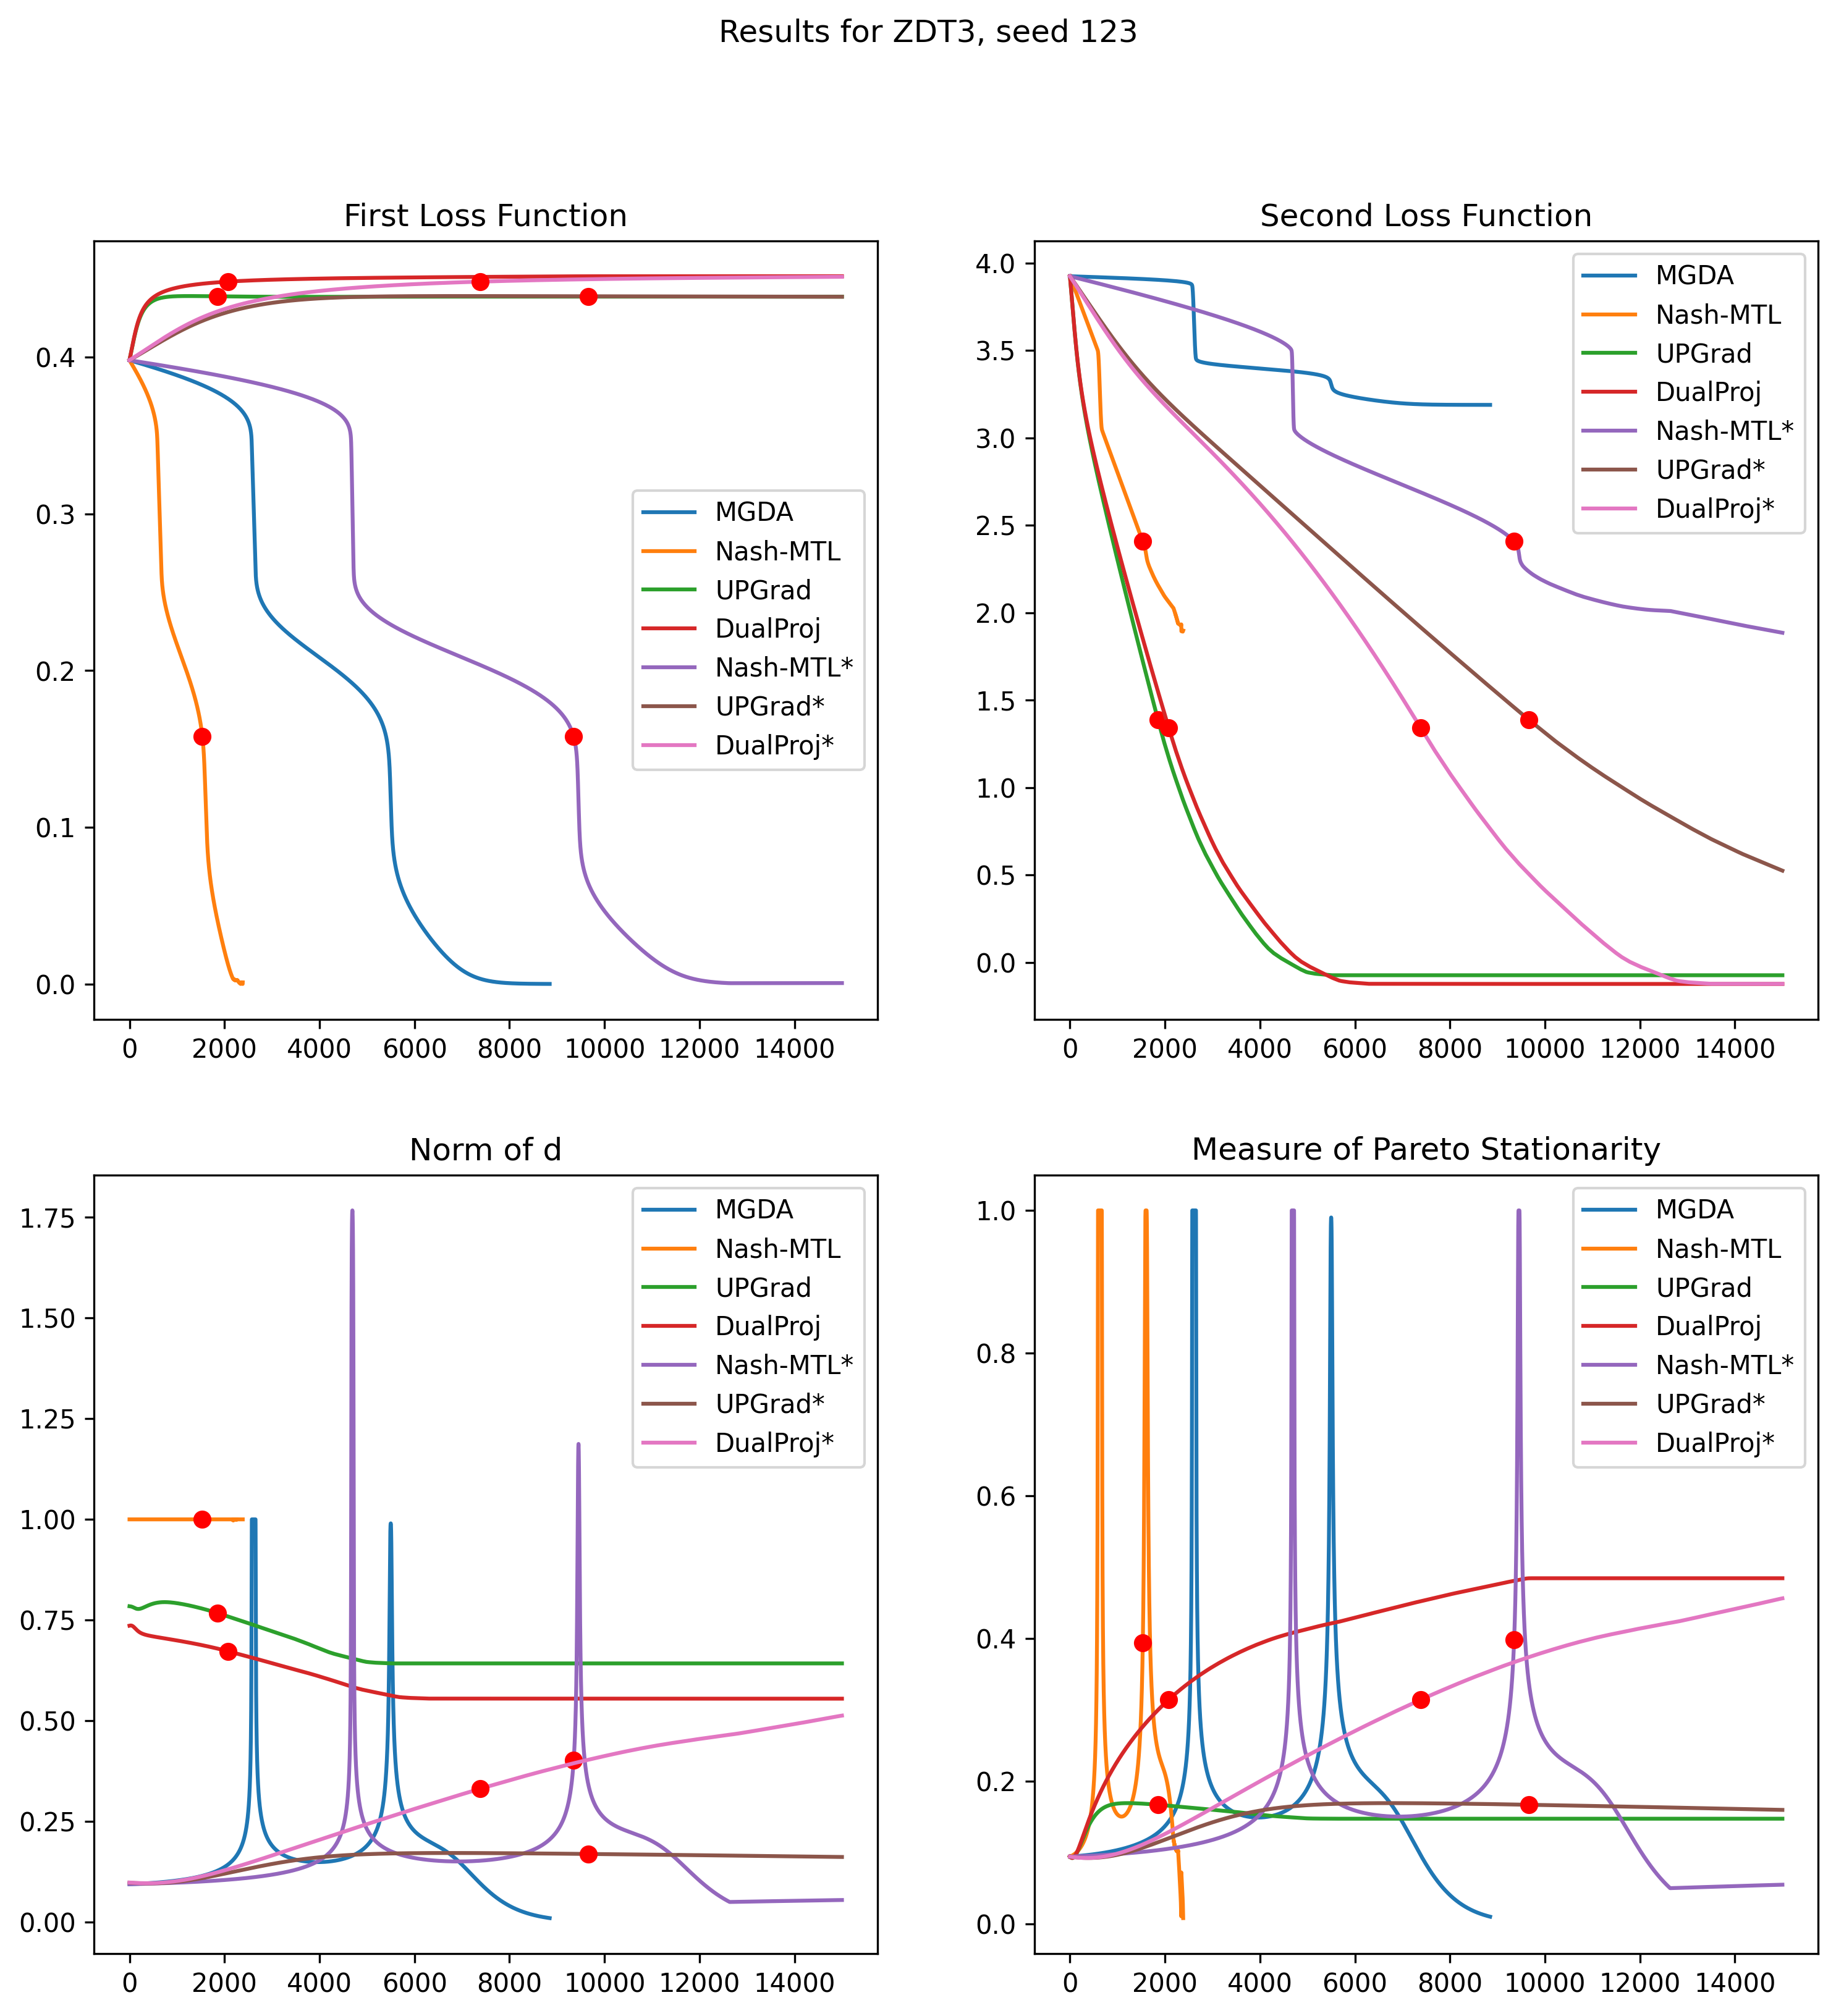 Results for ZDT3, seed 123
First Loss Function
0.4
0.3
0.2
0.1
0.0
0 2000 4000 6000 8000 10000 12000 14000
MGDA
Nash-MTL
UPGrad
DualProj
Nash-MTL*
UPGrad*
DualProj*
Second Loss Function
4.0
3.5
3.0
2.5
2.0
1.5
1.0
0.5
0.0
0 2000 4000 6000 8000 10000 12000 14000
MGDA
Nash-MTL
UPGrad
DualProj
Nash-MTL*
UPGrad*
DualProj*
Norm of d
1.75
1.50
1.25
1.00
0.75
0.50
0.25
0.00
0 2000 4000 6000 8000 10000 12000 14000
MGDA
Nash-MTL
UPGrad
DualProj
Nash-MTL*
UPGrad*
DualProj*
Measure of Pareto Stationarity
1.0
0.8
0.6
0.4
0.2
0.0
0 2000 4000 6000 8000 10000 12000 14000
MGDA
Nash-MTL
UPGrad
DualProj
Nash-MTL*
UPGrad*
DualProj*